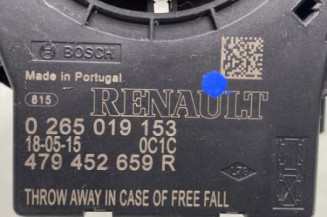 BOSCH
Made in Portugal
815
RENAULT
0 265 019 153
18-05-15 0C1C
479 452 659 R
THROW AWAY IN CASE OF FREE FALL